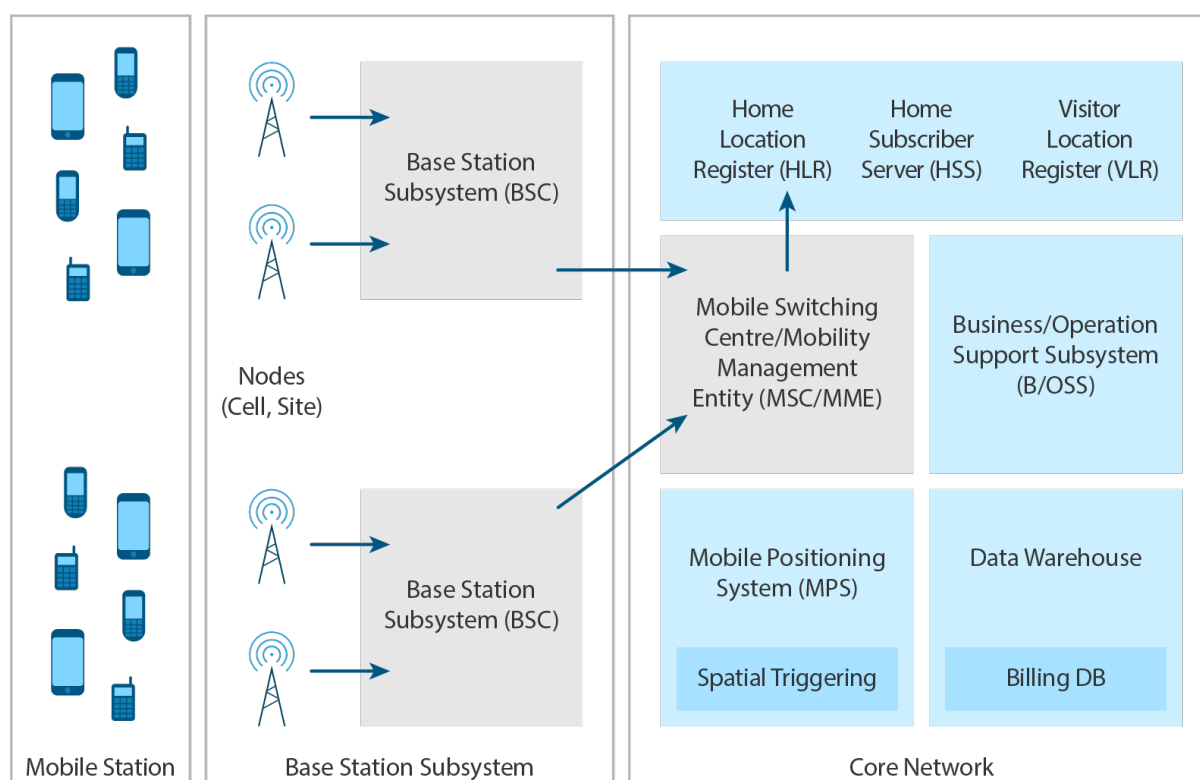 Base Station
Subsystem (BSC)
Nodes
(Cell, Site)
Base Station
Subsystem (BSC)
Home
Location
Register (HLR)
Home
Subscriber
Server (HSS)
Visitor
Location
Register (VLR)
Mobile Switching
Centre/Mobility
Management
Entity (MSC/MME)
Business/Operation
Support Subsystem
(B/OSS)
Mobile Positioning
System (MPS)
Spatial Triggering
Data Warehouse
Billing DB
Mobile Station
Base Station Subsystem
Core Network